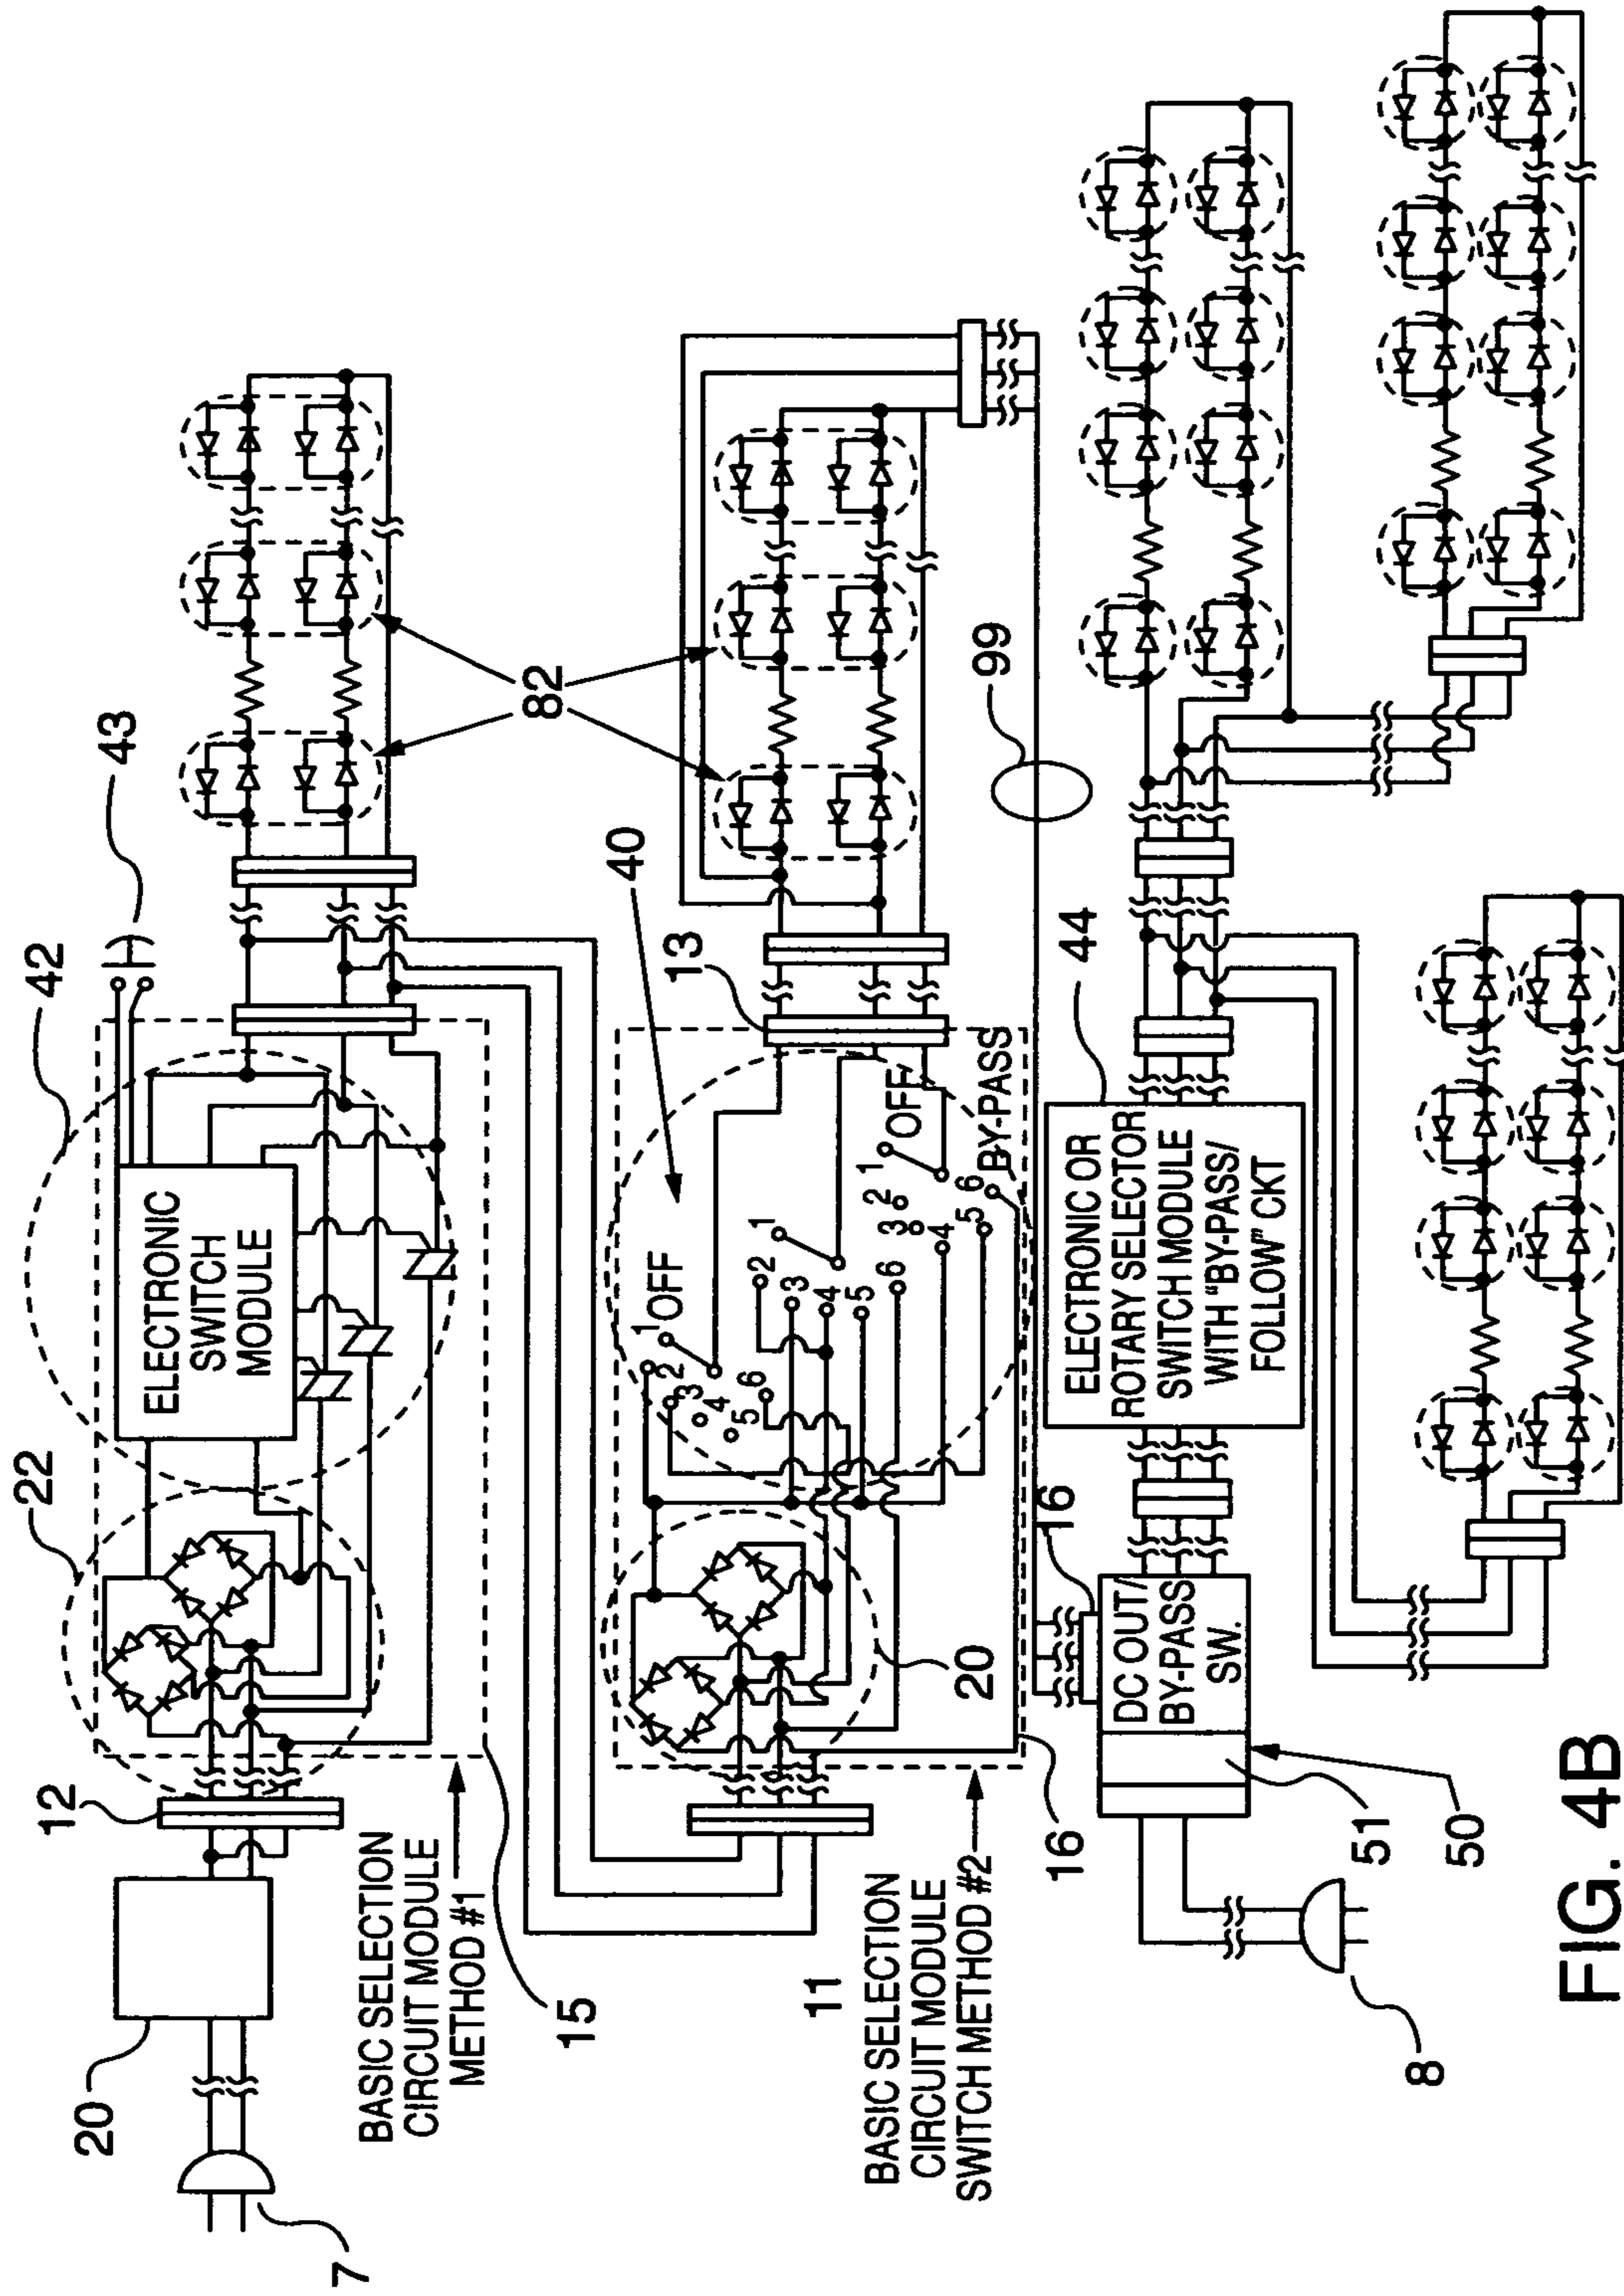 7
20
12
22
42
43
ELECTRONIC
SWITCH
MODULE
BASIC SELECTION
CIRCUIT MODULE
METHOD #1
15
82
11
BASIC SELECTION
CIRCUIT MODULE
SWITCH METHOD #2
16
20
40
13
1
OFF
2
3
4
5
6
1
2
3
4
5
6
1
OFF
2
3
4
5
6
BY-PASS
99
8
50
51
DC OUT/
BY-PASS
SW.
16
ELECTRONIC OR
ROTARY SELECTOR
SWITCH MODULE
WITH "BY-PASS/
FOLLOW" CKT
44
FIG. 4B